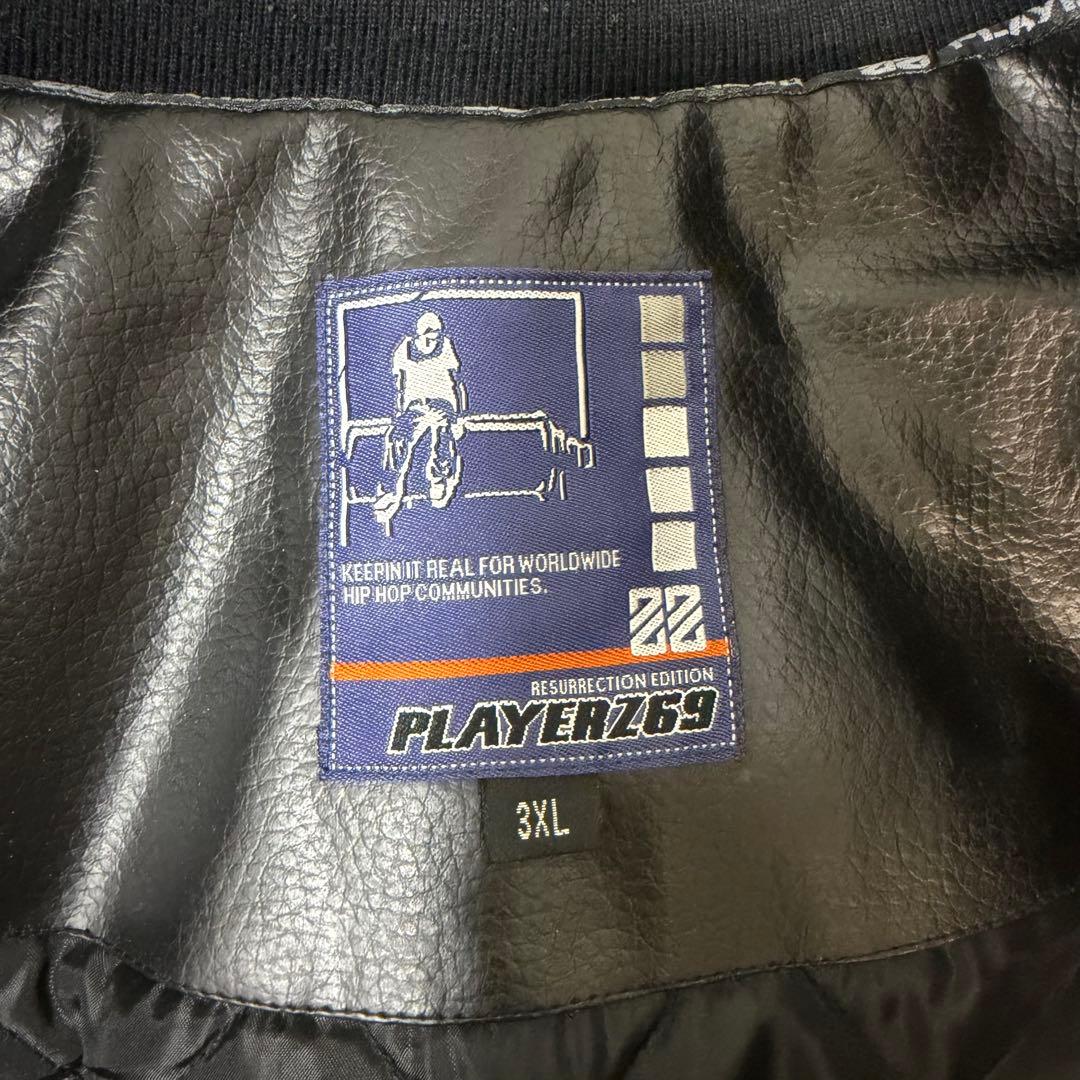 KEEPIN IT REAL FOR WORLDWIDE
HIP HOP COMMUNITIES.
RESURRECTION EDITION
PLAYERZ69
3XL